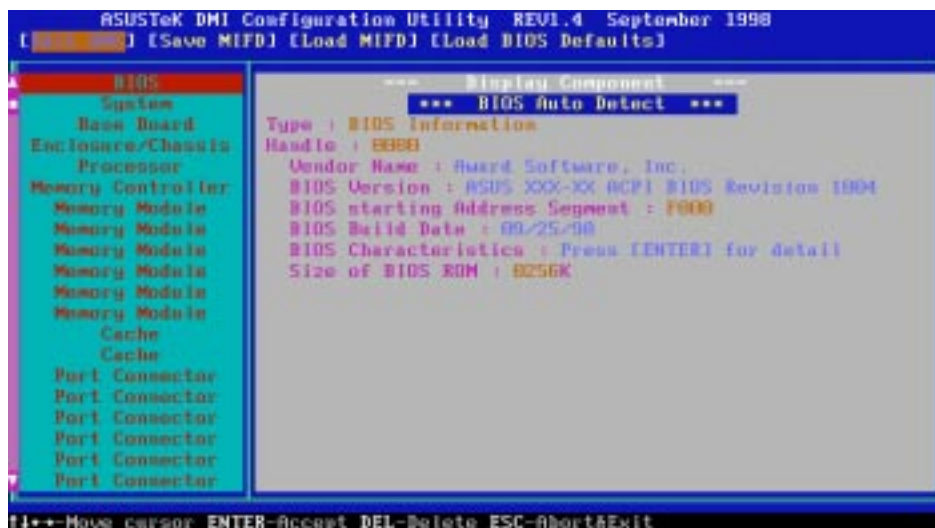 ASUSTeK DMI Configuration Utility REV1.4 September 1998
[Save MIFD] [Load MIFD] [Load BIOS Defaults]
BIOS
System
Base Board
Enclosure/Chassis
Processor
Memory Controller
Memory Module
Memory Module
Memory Module
Memory Module
Memory Module
Memory Module
Cache
Cache
Port Connector
Port Connector
Port Connector
Port Connector
Port Connector
Port Connector
*** Display Component ***
*** BIOS Auto Detect ***
Type : BIOS Information
Handle : 0000
Vendor Name : Award Software, Inc.
BIOS Version : ASUS XXX-XX ACPI BIOS Revision 1004
BIOS starting Address Segment : F000
BIOS Build Date : 09/25/98
BIOS Characteristics : Press [ENTER] for detail
Size of BIOS ROM : 0256K
↑↓→←-Move cursor ENTER-Accept DEL-Delete ESC-Abort&Exit